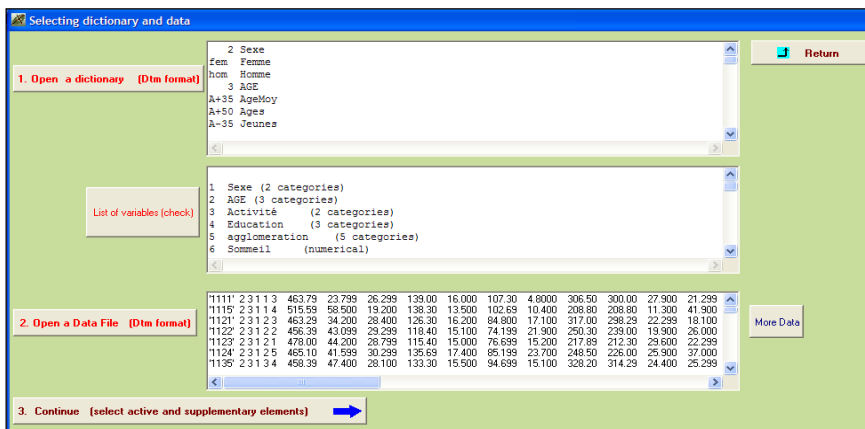 Selecting dictionary and data
1. Open a dictionary (Dtm format)
2 Sexe
fem Femme
hom Homme
3 AGE
A+35 AgeMoy
A+50 Ages
A-35 Jeunes
Return
List of variables (check)
1 Sexe (2 categories)
2 AGE (3 categories)
3 Activité (2 categories)
4 Education (3 categories)
5 agglomeration (5 categories)
6 Sommeil (numerical)
2. Open a Data File (Dtm format)
'1111' 2 3 1 1 3 463.79 23.799 26.299 139.00 16.000 107.30 4.8000 306.50 300.00 27.900 21.299
'1115' 2 3 1 1 4 515.59 58.500 19.200 138.30 13.500 102.69 10.400 208.80 208.80 11.300 41.900
'1121' 2 3 1 2 3 463.29 34.200 28.400 126.30 16.200 84.800 17.100 317.00 298.29 22.299 18.100
'1122' 2 3 1 2 2 456.39 43.099 29.299 118.40 15.100 74.199 21.900 250.30 239.00 19.900 26.000
'1123' 2 3 1 2 1 478.00 44.200 28.799 115.40 15.000 76.699 15.200 217.89 212.30 29.600 22.299
'1124' 2 3 1 2 5 465.10 41.599 30.299 135.69 17.400 85.199 23.700 248.50 226.00 25.900 37.000
'1135' 2 3 1 3 4 458.39 47.400 28.100 133.30 15.500 94.699 15.100 328.20 314.29 24.400 25.299
More Data
3. Continue (select active and supplementary elements)